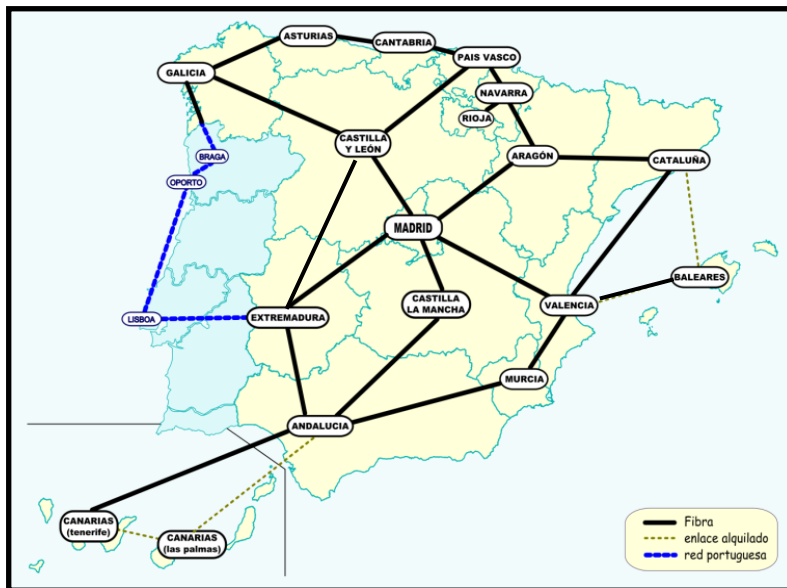 ASTURIAS
CANTABRIA
PAIS VASCO
GALICIA
NAVARRA
RIOJA
CASTILLA
Y LEÓN
BRAGA
ARAGÓN
CATALUÑA
OPORTO
MADRID
BALEARES
CASTILLA
LA MANCHA
VALENCIA
LISBOA
EXTREMADURA
MURCIA
ANDALUCIA
CANARIAS
(tenerife)
CANARIAS
(las palmas)
Fibra
enlace alquilado
red portuguesa